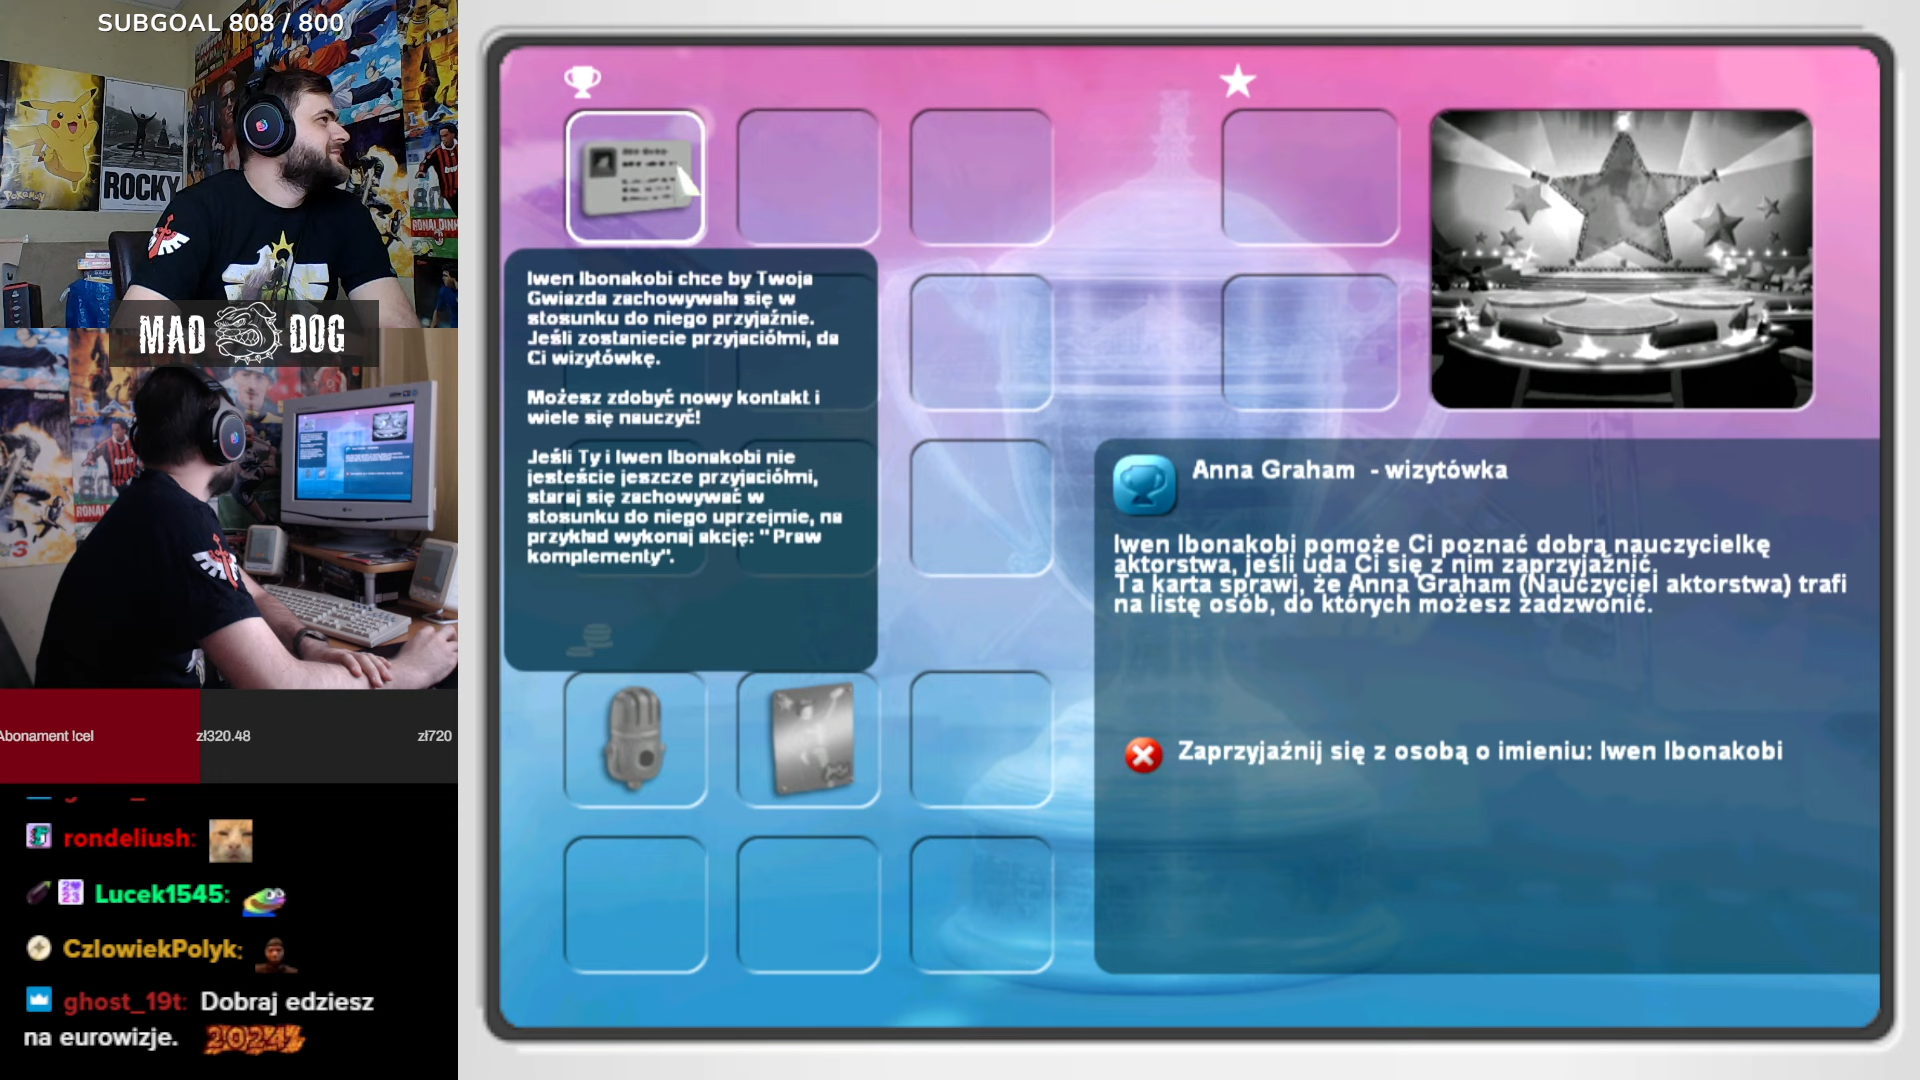 SUBGOAL 808 / 800
ROCKY
MAD DOG
Abonament !cel
zł320.48
zł720
rondeliush:
Lucek1545:
CzlowiekPolyk:
ghost_19t: Dobraj edziesz
na eurowizje. 2024
Iwen Ibonakobi chce by Twoja
Gwiazda zachowywała się w
stosunku do niego przyjaźnie.
Jeśli zostaniecie przyjaciółmi, da
Ci wizytówkę.
Możesz zdobyć nowy kontakt i
wiele się nauczyć!
Jeśli Ty i Iwen Ibonakobi nie
jesteście jeszcze przyjaciółmi,
staraj się zachowywać w
stosunku do niego uprzejmie, na
przykład wykonaj akcję: "Praw
komplementy".
Anna Graham - wizytówka
Iwen Ibonakobi pomoże Ci poznać dobrą nauczycielkę
aktorstwa, jeśli uda Ci się z nim zaprzyjaźnić.
Ta karta sprawi, że Anna Graham (Nauczyciel aktorstwa) trafi
na listę osób, do których możesz zadzwonić.
Zaprzyjaźnij się z osobą o imieniu: Iwen Ibonakobi